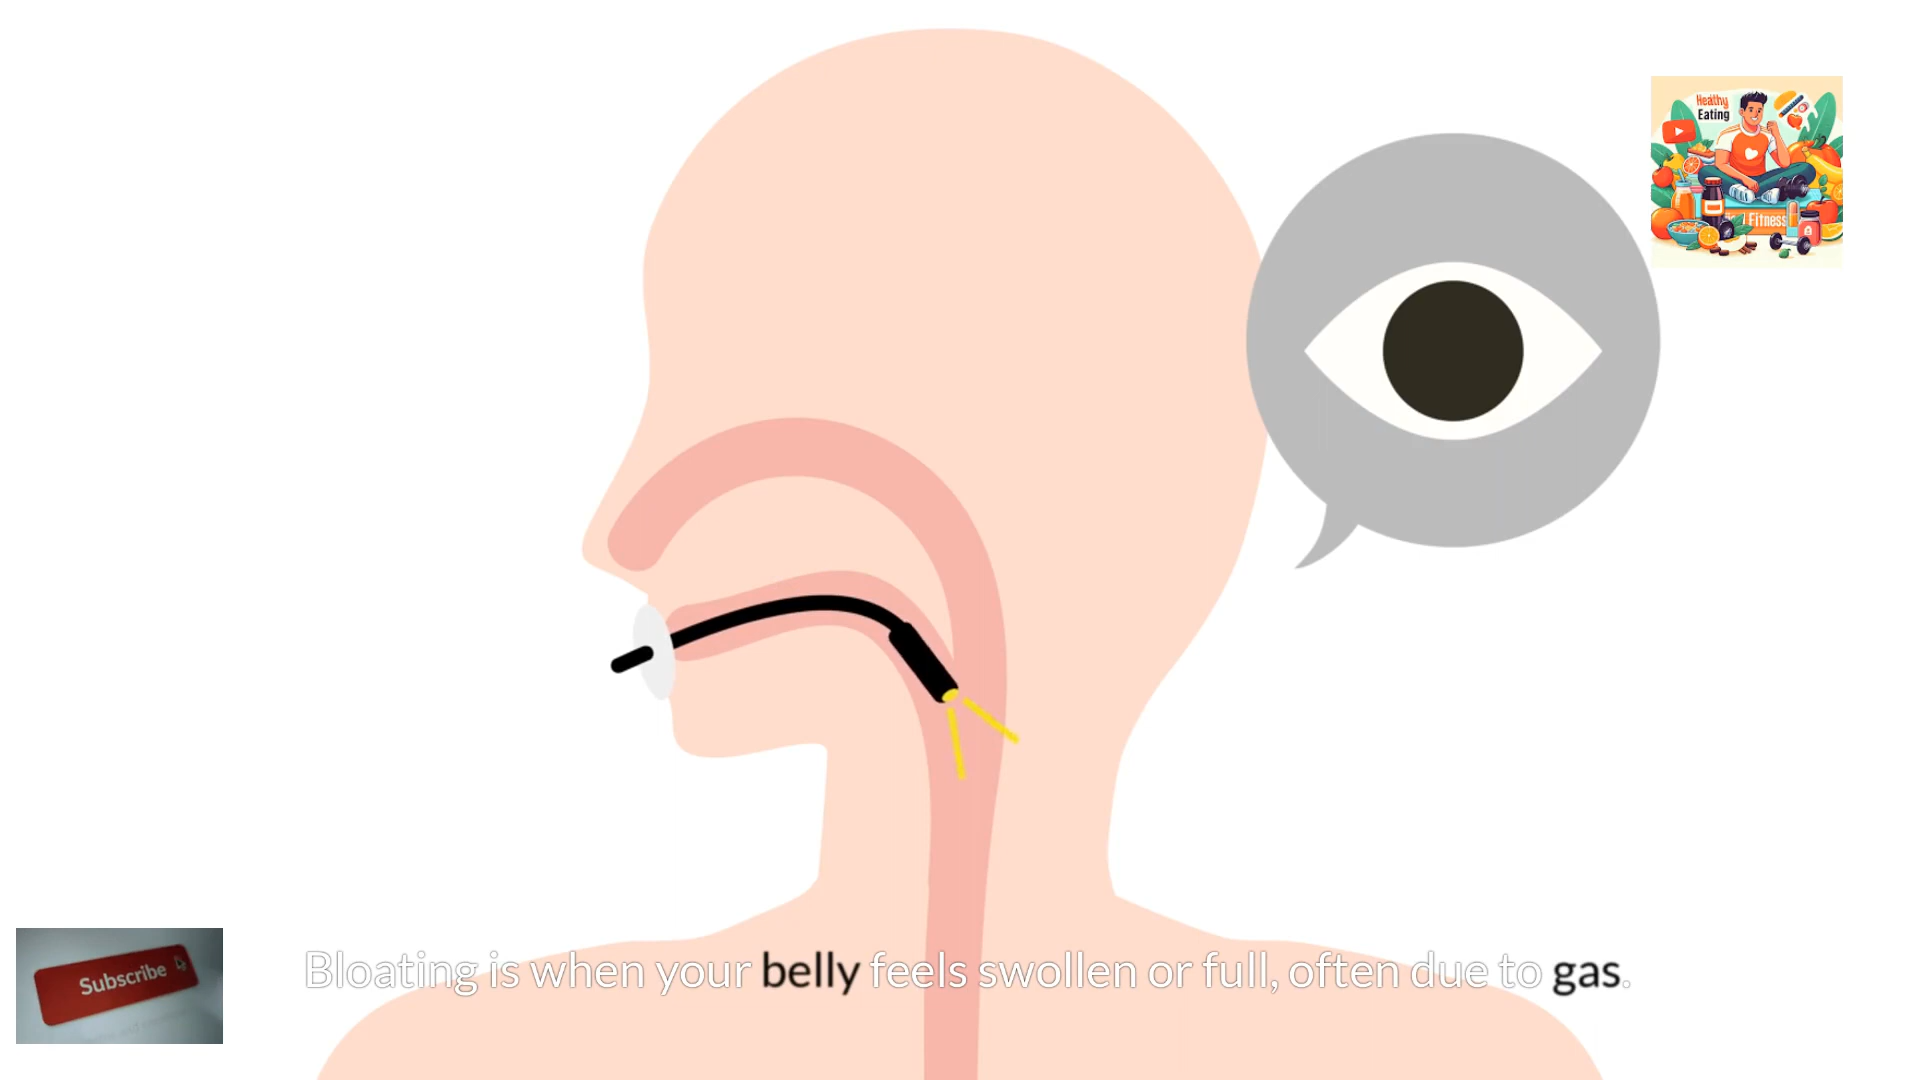 Healthy
Eating
Fitness
Subscribe
Bloating is when your belly feels swollen or full, often due to gas.